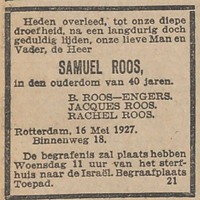 Heden overleed, tot onze diepe
droefheid, na een langdurig doch
geduldig lijden, onze lieve Man en
Vader, de Heer
SAMUEL ROOS,
in den ouderdom van 40 jaren.
B. ROOS—ENGERS.
JACQUES ROOS.
RACHEL ROOS.
Rotterdam, 16 Mei 1927.
Binnenweg 18.
De begrafenis zal plaats hebben
Woensdag 11 uur van het sterf-
huis naar de Israël. Begraafplaats
Toepad. 21